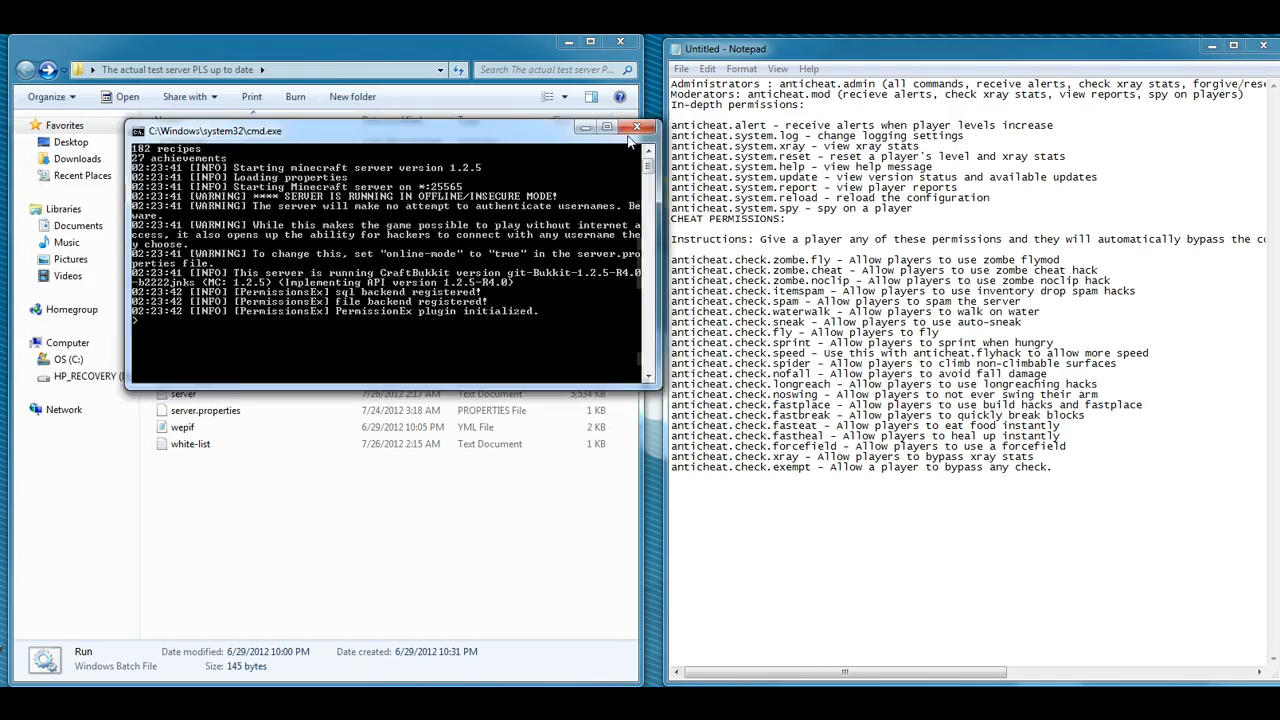 The actual test server PLS up to date
Search The actual test server PLS up to date P...
Organize
Open
Share with
Print
Burn
New folder
Favorites
Desktop
Downloads
Recent Places
Libraries
Documents
Music
Pictures
Videos
Homegroup
Computer
OS (C:)
HP_RECOVERY (
Network
C:\Windows\system32\cmd.exe
182 recipes
27 achievements
02:23:41 [INFO] Starting minecraft server version 1.2.5
02:23:41 [INFO] Loading properties
02:23:41 [INFO] Starting Minecraft server on *:25565
02:23:41 [WARNING] **** SERVER IS RUNNING IN OFFLINE/INSECURE MODE!
02:23:41 [WARNING] The server will make no attempt to authenticate usernames. Be
ware.
02:23:41 [WARNING] While this makes the game possible to play without internet a
ccess, it also opens up the ability for hackers to connect with any username the
y choose.
02:23:41 [WARNING] To change this, set "online-mode" to "true" in the server.pro
perties file.
02:23:41 [INFO] This server is running CraftBukkit version git-Bukkit-1.2.5-R4.0
-b2222jnks (MC: 1.2.5) (Implementing API version 1.2.5-R4.0)
02:23:42 [INFO] [PermissionsEx] sql backend registered!
02:23:42 [INFO] [PermissionsEx] file backend registered!
02:23:42 [INFO] [PermissionsEx] PermissionEx plugin initialized.
>
server 7/26/2012 2:17 AM Text Document 5,534 KB
server.properties 7/24/2012 3:18 AM PROPERTIES File 1 KB
wepif 6/29/2012 10:05 PM YML File 2 KB
white-list 7/26/2012 2:15 AM Text Document 1 KB
Run Date modified: 6/29/2012 10:00 PM Date created: 6/29/2012 10:31 PM
Windows Batch File Size: 145 bytes
Untitled - Notepad
File Edit Format View Help
Administrators : anticheat.admin (all commands, receive alerts, check xray stats, forgive/rese
Moderators: anticheat.mod (recieve alerts, check xray stats, view reports, spy on players)
In-depth permissions:
anticheat.alert - receive alerts when player levels increase
anticheat.system.log - change logging settings
anticheat.system.xray - view xray stats
anticheat.system.reset - reset a player's level and xray stats
anticheat.system.help - view help message
anticheat.system.update - view version status and available updates
anticheat.system.report - view player reports
anticheat.system.reload - reload the configuration
anticheat.system.spy - spy on a player
CHEAT PERMISSIONS:
Instructions: Give a player any of these permissions and they will automatically bypass the co
anticheat.check.zombe.fly - Allow players to use zombe flymod
anticheat.check.zombe.cheat - Allow players to use zombe cheat hack
anticheat.check.zombe.noclip - Allow players to use zombe noclip hack
anticheat.check.itemspam - Allow players to use inventory drop spam hacks
anticheat.check.spam - Allow players to spam the server
anticheat.check.waterwalk - Allow players to walk on water
anticheat.check.sneak - Allow players to use auto-sneak
anticheat.check.fly - Allow players to fly
anticheat.check.sprint - Allow players to sprint when hungry
anticheat.check.speed - Use this with anticheat.flyhack to allow more speed
anticheat.check.spider - Allow players to climb non-climbable surfaces
anticheat.check.nofall - Allow players to avoid fall damage
anticheat.check.longreach - Allow players to use longreaching hacks
anticheat.check.noswing - Allow players to not ever swing their arm
anticheat.check.fastplace - Allow players to use build hacks and fastplace
anticheat.check.fastbreak - Allow players to quickly break blocks
anticheat.check.fasteat - Allow players to eat food instantly
anticheat.check.fastheal - Allow players to heal up instantly
anticheat.check.forcefield - Allow players to use a forcefield
anticheat.check.xray - Allow players to bypass xray stats
anticheat.check.exempt - Allow a player to bypass any check.